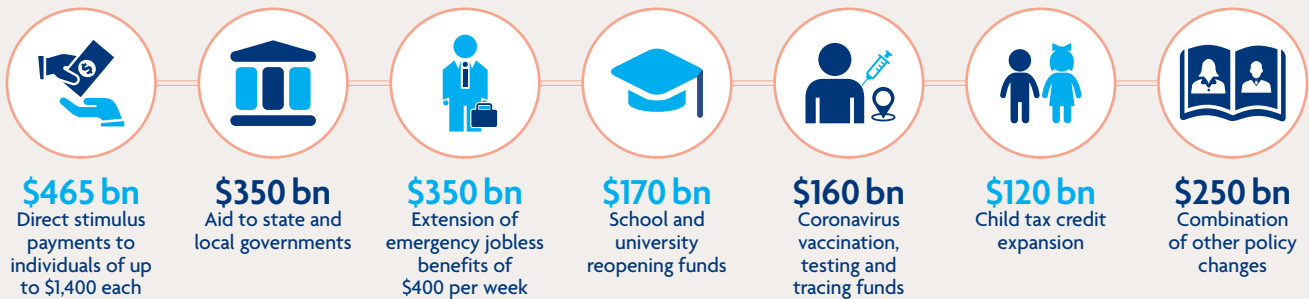 $465 bn
Direct stimulus
payments to
individuals of up
to $1,400 each
$350 bn
Aid to state and
local governments
$350 bn
Extension of
emergency jobless
benefits of
$400 per week
$170 bn
School and
university
reopening funds
$160 bn
Coronavirus
vaccination,
testing and
tracing funds
$120 bn
Child tax credit
expansion
$250 bn
Combination
of other policy
changes